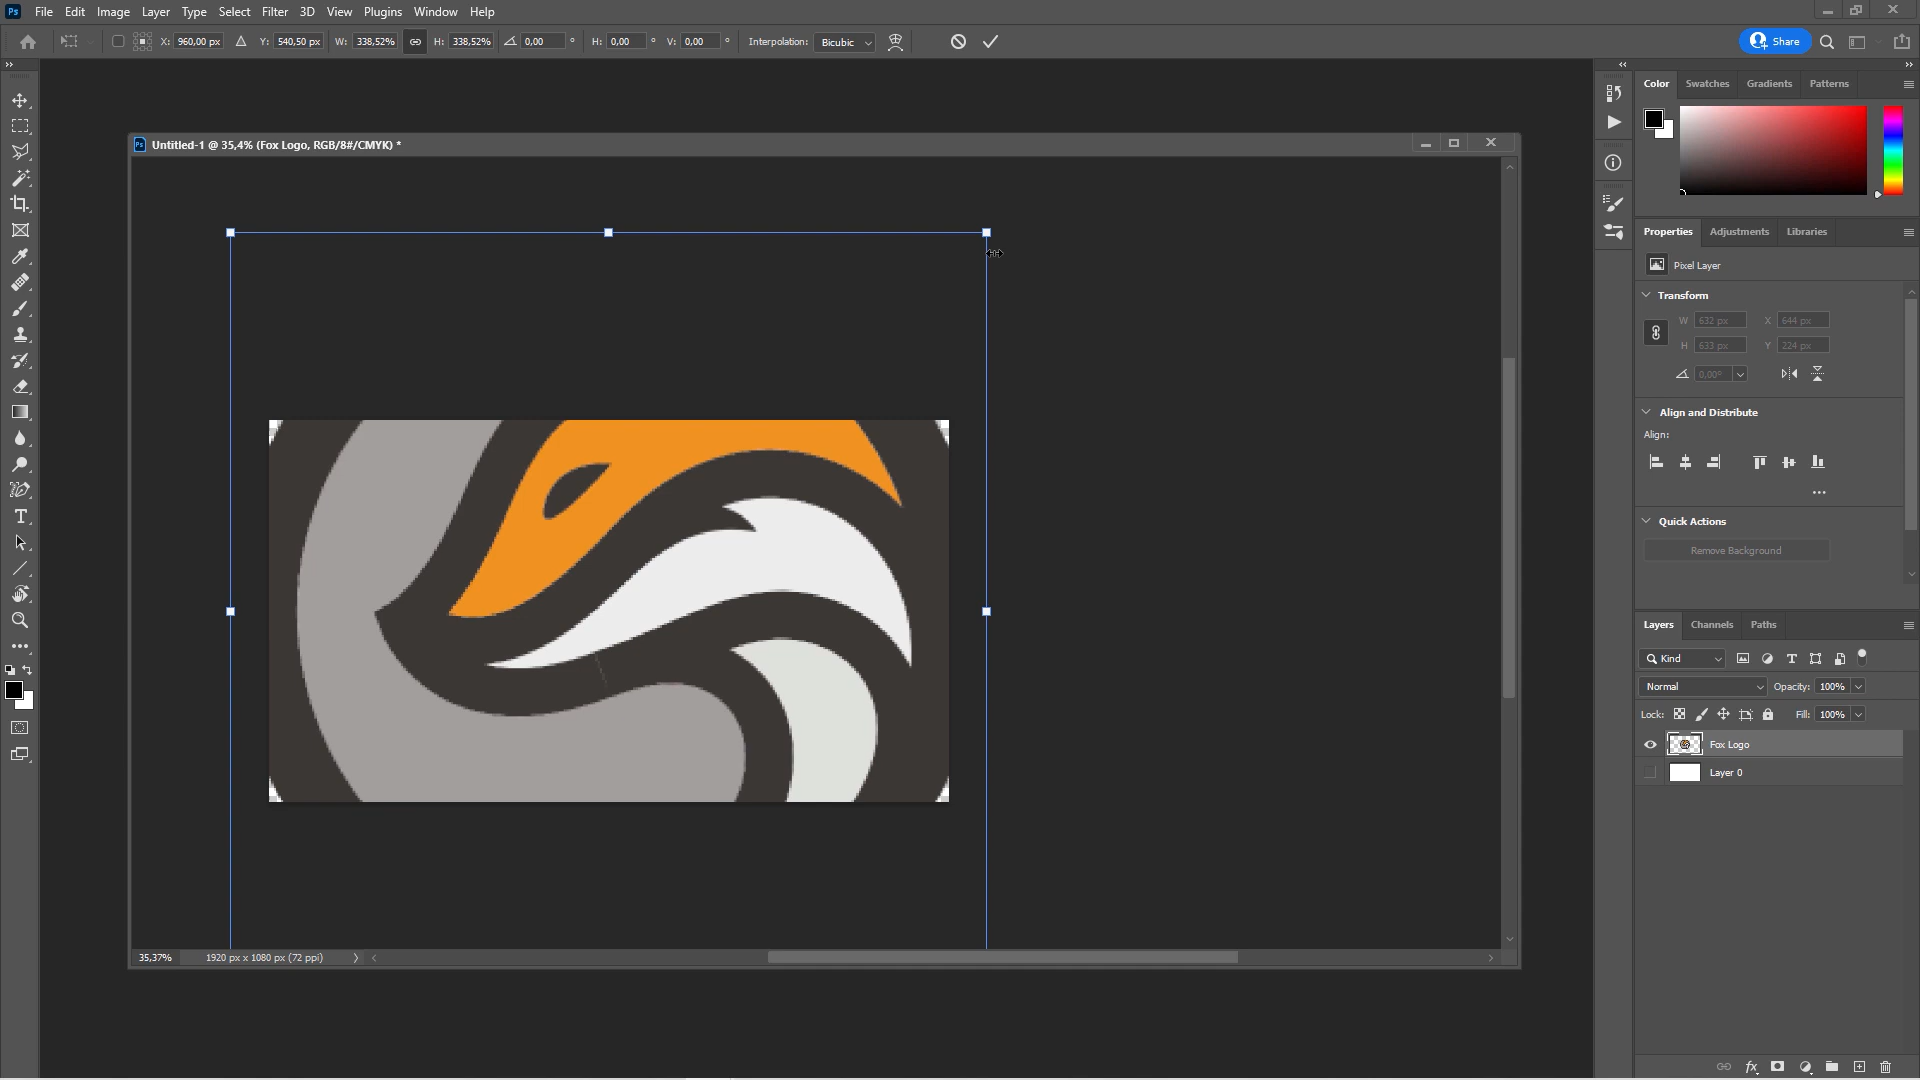 Ps File Edit Image Layer Type Select Filter 3D View Plugins Window Help
X: 960,00 px Y: 540,50 px W: 338,52% H: 338,52% 0,00 ° H: 0,00 ° V: 0,00 ° Interpolation: Bicubic Share
Color Swatches Gradients Patterns
Ps Untitled-1 @ 35,4% (Fox Logo, RGB/8#/CMYK) *
Properties Adjustments Libraries
Pixel Layer
Transform
W 632 px X 644 px
H 633 px Y 224 px
0,00°
Align and Distribute
Align:
Quick Actions
Remove Background
Layers Channels Paths
Kind
Normal Opacity: 100%
Lock: Fill: 100%
Fox Logo
Layer 0
35,37% 1920 px x 1080 px (72 ppi)
fx